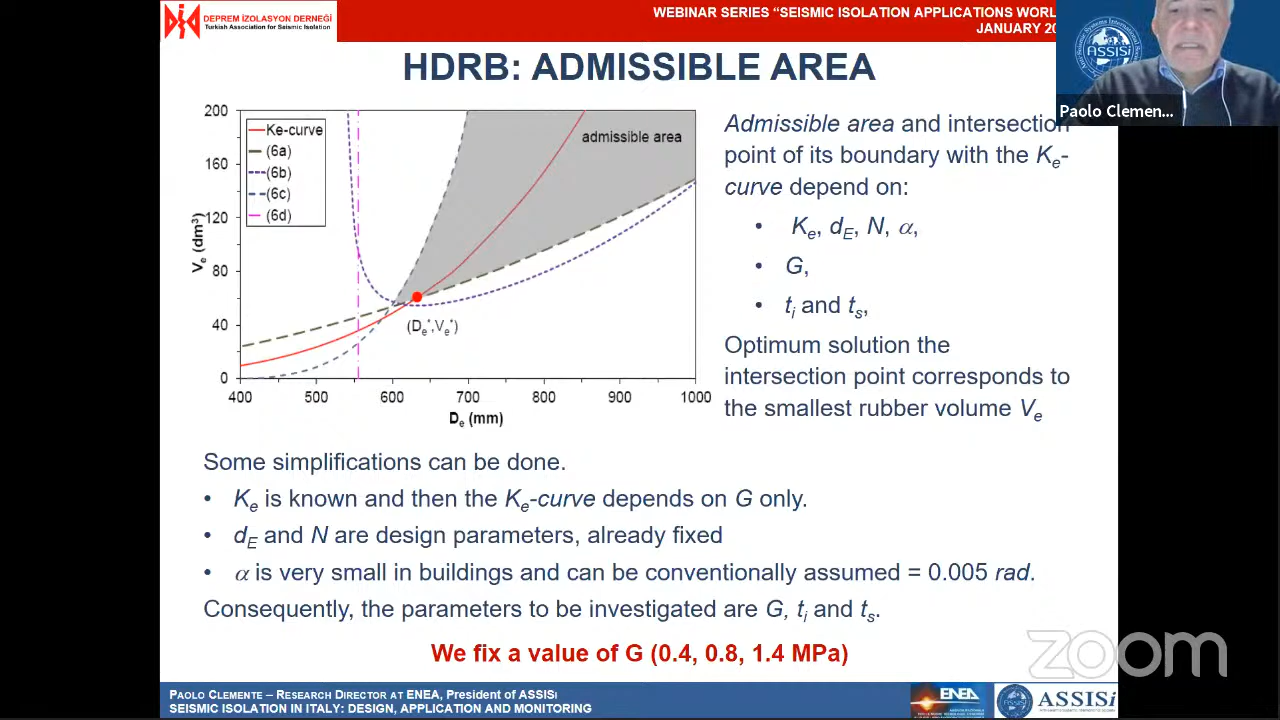 DEPREM İZOLASYON DERNEĞİ
Turkish Association for Seismic Isolation
WEBINAR SERIES “SEISMIC ISOLATION APPLICATIONS
JANUARY
ASSISi
Paolo Clemen...
HDRB: ADMISSIBLE AREA
200
160
120
80
40
0
Ve (dm³)
Ke-curve
(6a)
(6b)
(6c)
(6d)
admissible area
(De*,Ve*)
400 500 600 700 800 900 1000
De (mm)
Admissible area and intersection
point of its boundary with the Ke-
curve depend on:
• Ke, dE, N, α,
• G,
• ti and ts,
Optimum solution the
intersection point corresponds to
the smallest rubber volume Ve
Some simplifications can be done.
• Ke is known and then the Ke-curve depends on G only.
• dE and N are design parameters, already fixed
• α is very small in buildings and can be conventionally assumed = 0.005 rad.
Consequently, the parameters to be investigated are G, ti and ts.
We fix a value of G (0.4, 0.8, 1.4 MPa)
zoom
PAOLO CLEMENTE – RESEARCH DIRECTOR AT ENEA, President of ASSISi
SEISMIC ISOLATION IN ITALY: DESIGN, APPLICATION AND MONITORING
ENEA
ASSISi